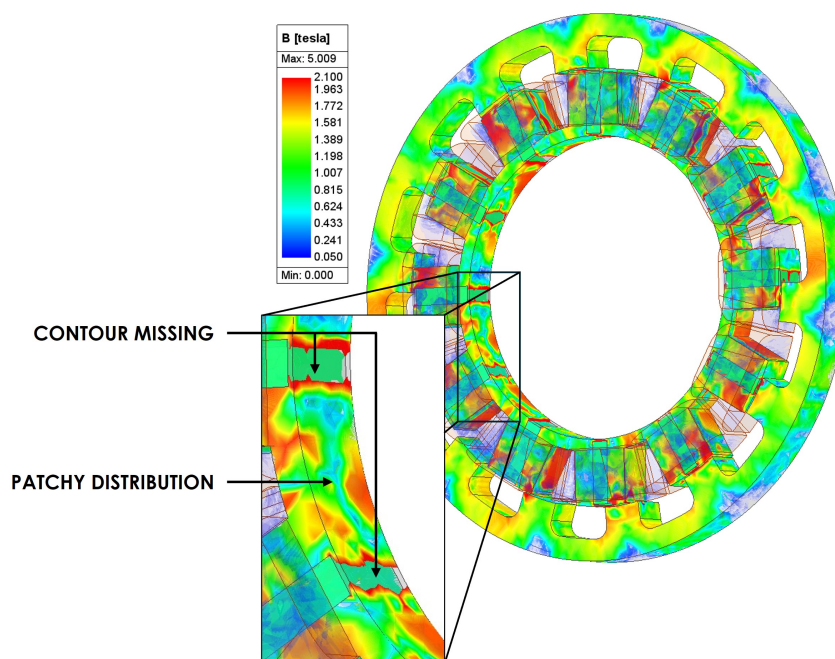 B [tesla]
Max: 5.009
2.100
1.963
1.772
1.581
1.389
1.198
1.007
0.815
0.624
0.433
0.241
0.050
Min: 0.000
CONTOUR MISSING
PATCHY DISTRIBUTION